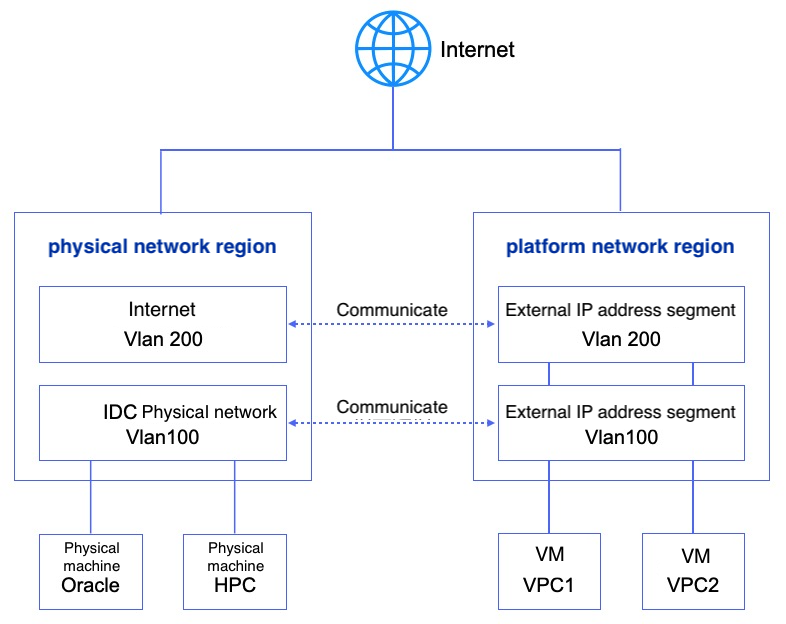 Internet
physical network region
platform network region
Internet
Vlan 200
Communicate
External IP address segment
Vlan 200
IDC Physical network
Vlan100
Communicate
External IP address segment
Vlan100
Physical
machine
Oracle
Physical
machine
HPC
VM
VPC1
VM
VPC2